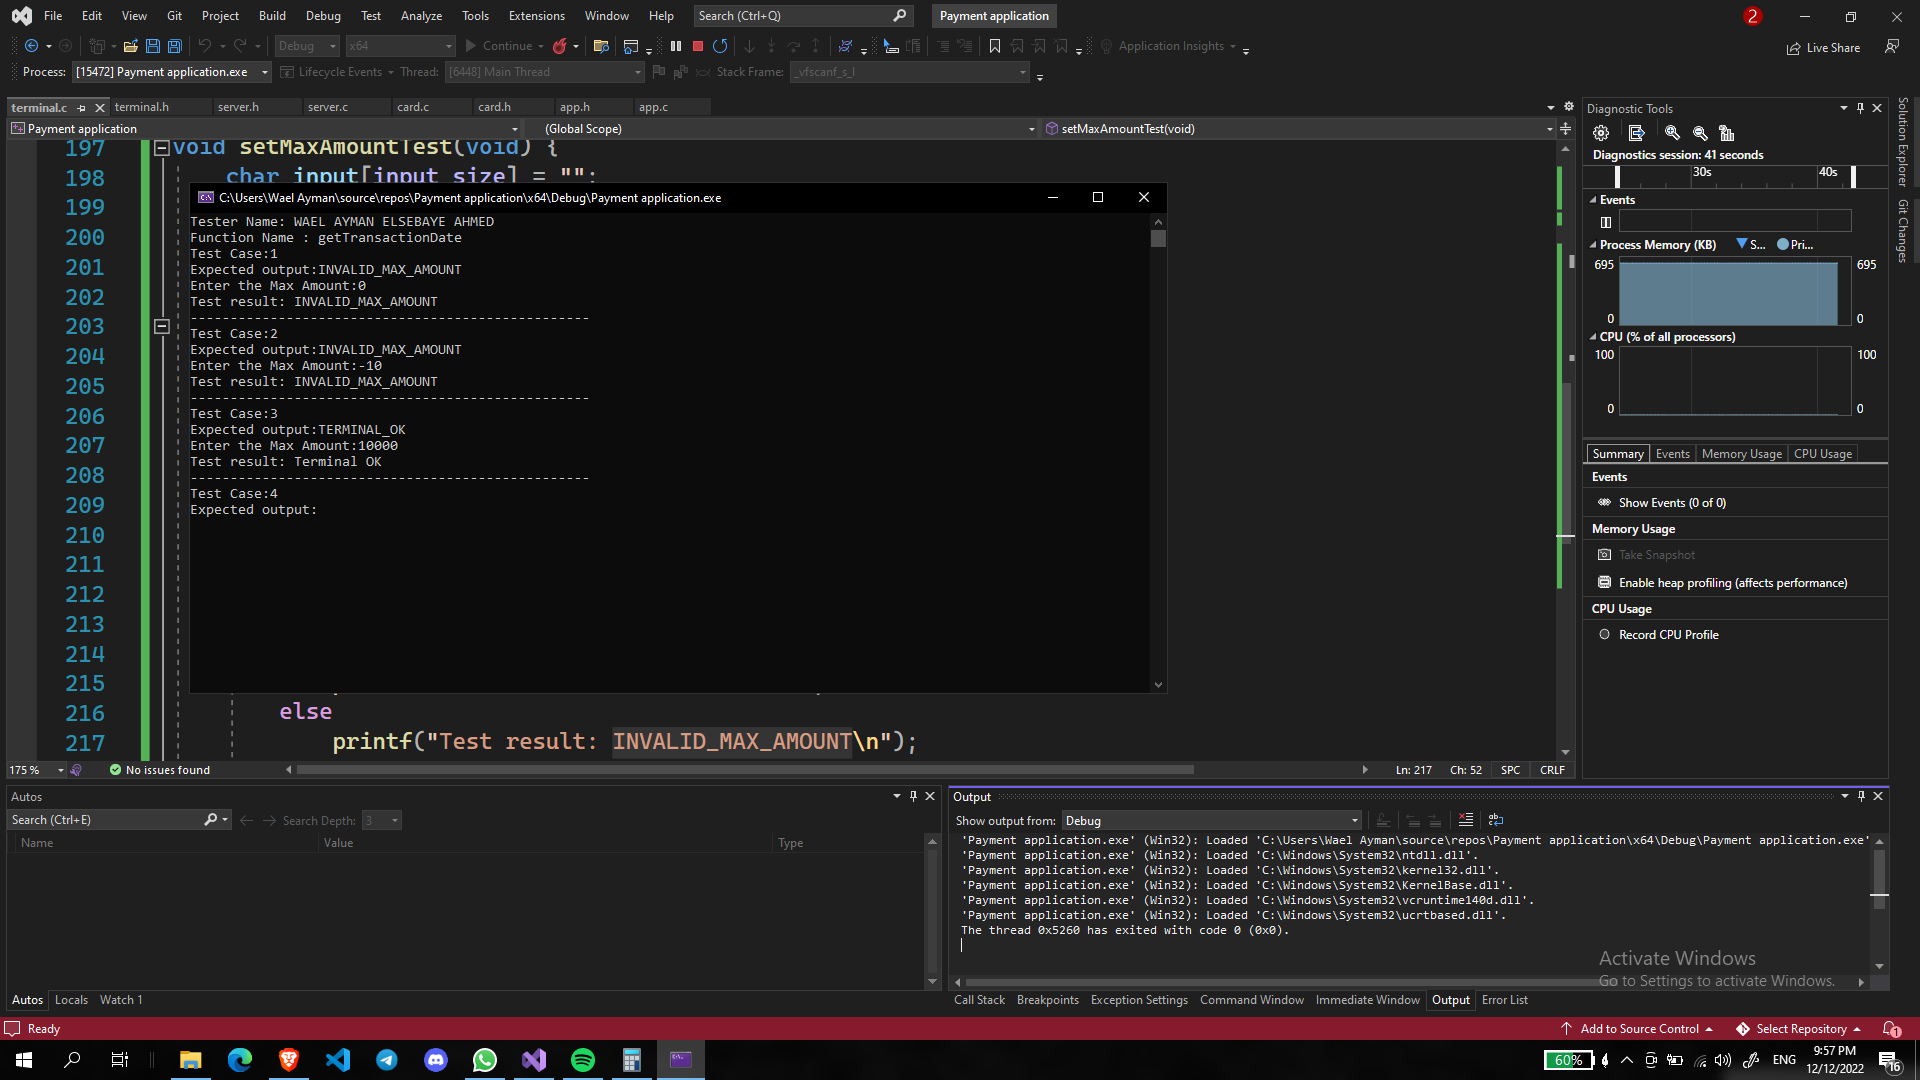 File Edit View Git Project Build Debug Test Analyze Tools Extensions Window Help Search (Ctrl+Q) Payment application 2
Debug x64 Continue Application Insights Live Share
Process: [15472] Payment application.exe Lifecycle Events Thread: [6448] Main Thread Stack Frame: _vfscanf_s_l
terminal.c terminal.h server.h server.c card.c card.h app.h app.c
Payment application (Global Scope) setMaxAmountTest(void)
197 void setMaxAmountTest(void) {
198 char input[input_size] = "";
199
200
201
202
203
204
205
206
207
208
209
210
211
212
213
214
215
216 else
217 printf("Test result: INVALID_MAX_AMOUNT\n");
C:\Users\Wael Ayman\source\repos\Payment application\x64\Debug\Payment application.exe
Tester Name: WAEL AYMAN ELSEBAYE AHMED
Function Name : getTransactionDate
Test Case:1
Expected output:INVALID_MAX_AMOUNT
Enter the Max Amount:0
Test result: INVALID_MAX_AMOUNT
--------------------------------------------------
Test Case:2
Expected output:INVALID_MAX_AMOUNT
Enter the Max Amount:-10
Test result: INVALID_MAX_AMOUNT
--------------------------------------------------
Test Case:3
Expected output:TERMINAL_OK
Enter the Max Amount:10000
Test result: Terminal OK
--------------------------------------------------
Test Case:4
Expected output:
175 % No issues found Ln: 217 Ch: 52 SPC CRLF
Diagnostic Tools
Diagnostics session: 41 seconds
30s 40s
Events
Process Memory (KB) S... Pri...
695 695
0 0
CPU (% of all processors)
100 100
0 0
Summary Events Memory Usage CPU Usage
Events
Show Events (0 of 0)
Memory Usage
Take Snapshot
Enable heap profiling (affects performance)
CPU Usage
Record CPU Profile
Solution Explorer
Git Changes
Autos
Search (Ctrl+E) Search Depth: 3
Name Value Type
Autos Locals Watch 1
Output
Show output from: Debug
'Payment application.exe' (Win32): Loaded 'C:\Users\Wael Ayman\source\repos\Payment application\x64\Debug\Payment application.exe'
'Payment application.exe' (Win32): Loaded 'C:\Windows\System32\ntdll.dll'.
'Payment application.exe' (Win32): Loaded 'C:\Windows\System32\kernel32.dll'.
'Payment application.exe' (Win32): Loaded 'C:\Windows\System32\KernelBase.dll'.
'Payment application.exe' (Win32): Loaded 'C:\Windows\System32\vcruntime140d.dll'.
'Payment application.exe' (Win32): Loaded 'C:\Windows\System32\ucrtbased.dll'.
The thread 0x5260 has exited with code 0 (0x0).
Activate Windows
Go to Settings to activate Windows.
Call Stack Breakpoints Exception Settings Command Window Immediate Window Output Error List
Ready Add to Source Control Select Repository 1
60% ENG 9:57 PM
12/12/2022 16